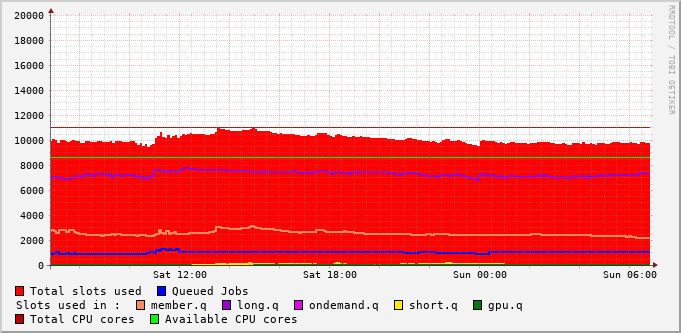 20000
18000
16000
14000
12000
10000
8000
6000
4000
2000
0
Sat 12:00 Sat 18:00 Sun 00:00 Sun 06:00
RRDTOOL / TOBI OETIKER
Total slots used Queued Jobs
Slots used in : member.q long.q ondemand.q short.q gpu.q
Total CPU cores Available CPU cores